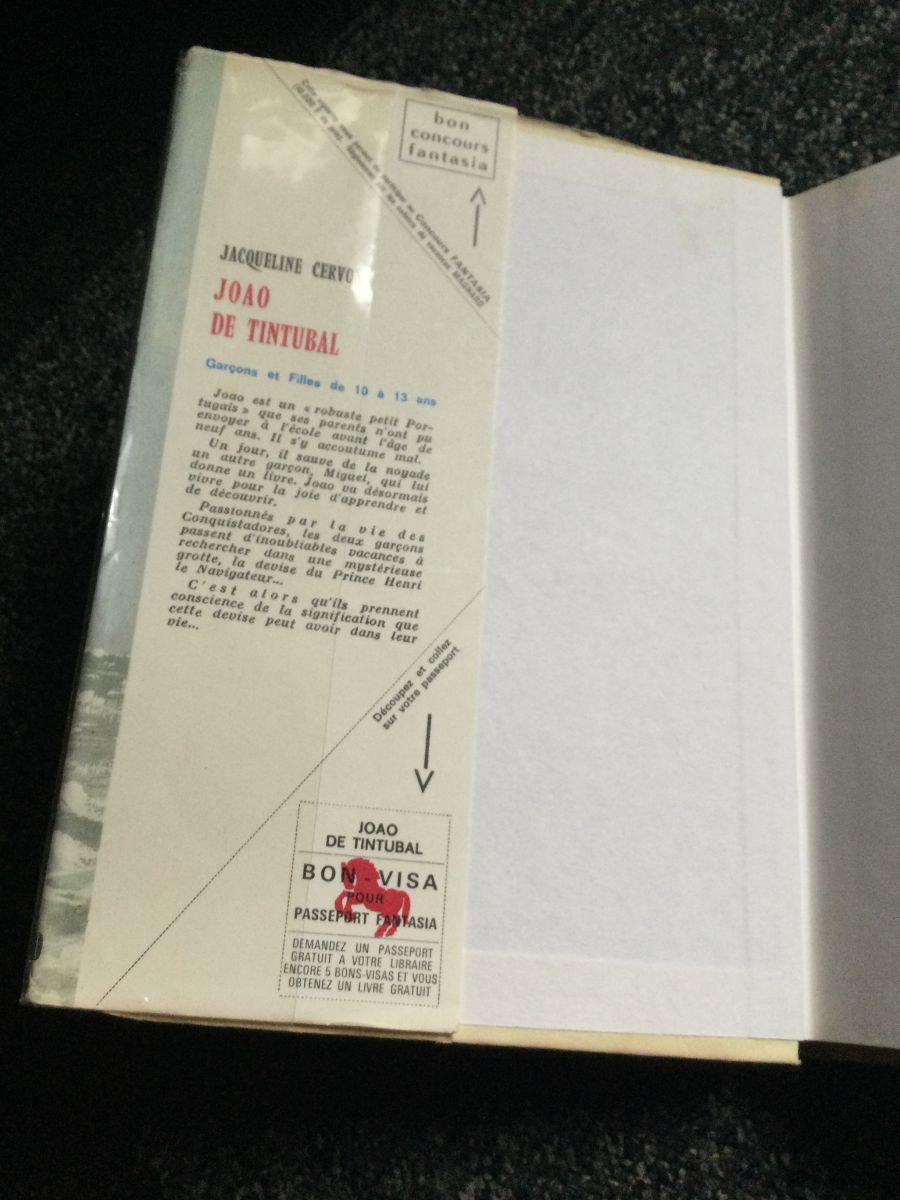 bon
concours
fantasia
Concours FANTASIA
MAGNARD
JACQUELINE
JOAO
DE TINTUBAL
Garçons et Filles de 10 à 13 ans
Joao est un « robuste petit Por-
tugais » que ses parents n'ont pu
envoyer à l'école avant l'âge de
neuf ans. Il s'y accoutume mal.
Un jour, il sauve de la noyade
un autre garçon, Miguel, qui lui
donne un livre. Joao va désormais
vivre pour la joie d'apprendre et
de découvrir.
Passionnés par la vie des
Conquistadores, les deux garçons
passent d'inoubliables vacances à
rechercher dans une mystérieuse
grotte, la devise du Prince Henri
le Navigateur...
C'est alors qu'ils prennent
conscience de la signification que
cette devise peut avoir dans leur
vie...
Découpez et collez
sur votre passeport
JOAO
DE TINTUBAL
BON - VISA
POUR
PASSEPORT FANTASIA
DEMANDEZ UN PASSEPORT
GRATUIT A VOTRE LIBRAIRE
ENCORE 5 BONS-VISAS ET VOUS
OBTENEZ UN LIVRE GRATUIT